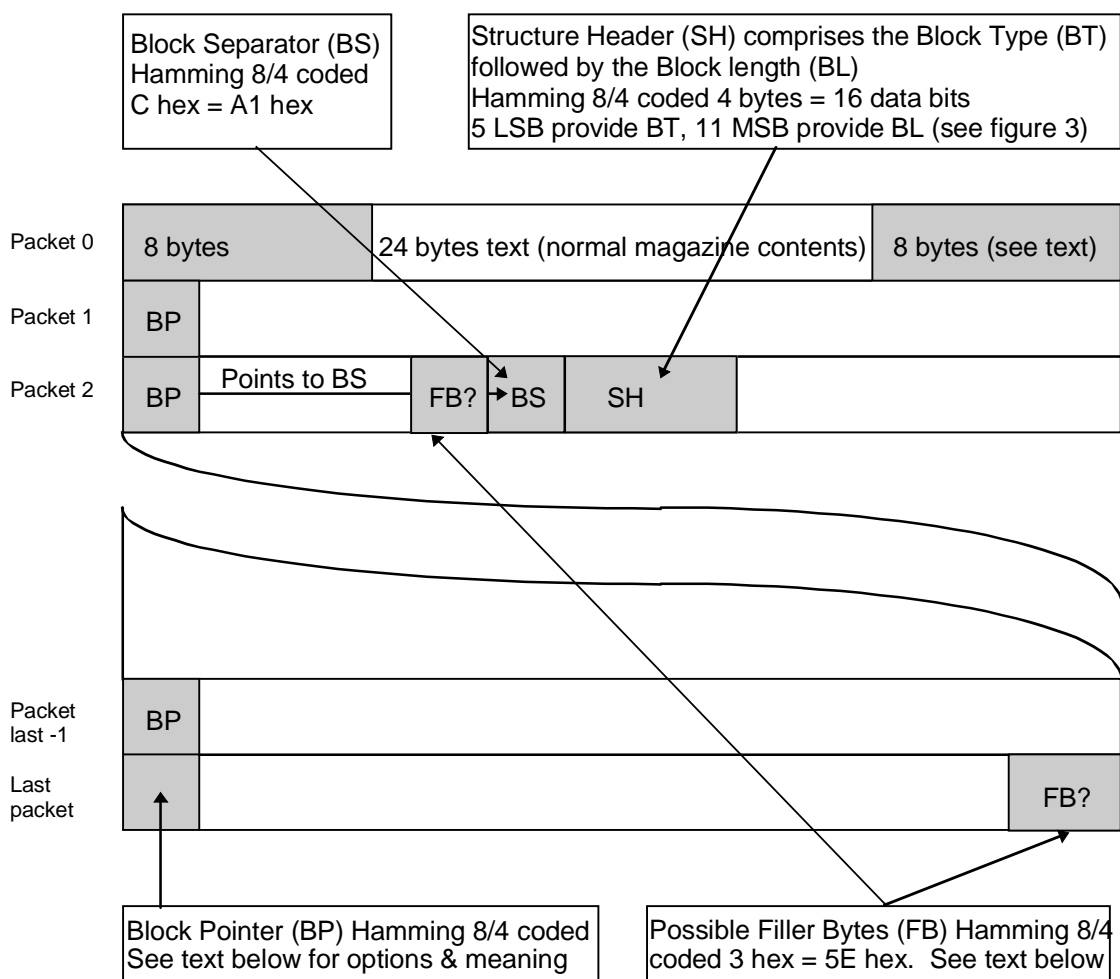 Block Separator (BS)
Hamming 8/4 coded
C hex = A1 hex
Structure Header (SH) comprises the Block Type (BT)
followed by the Block length (BL)
Hamming 8/4 coded 4 bytes = 16 data bits
5 LSB provide BT, 11 MSB provide BL (see figure 3)
Packet 0
8 bytes
24 bytes text (normal magazine contents)
8 bytes (see text)
Packet 1
BP
Packet 2
BP
Points to BS
FB?
BS
SH
Packet
last -1
BP
Last
packet
FB?
Block Pointer (BP) Hamming 8/4 coded
See text below for options & meaning
Possible Filler Bytes (FB) Hamming 8/4
coded 3 hex = 5E hex.  See text below